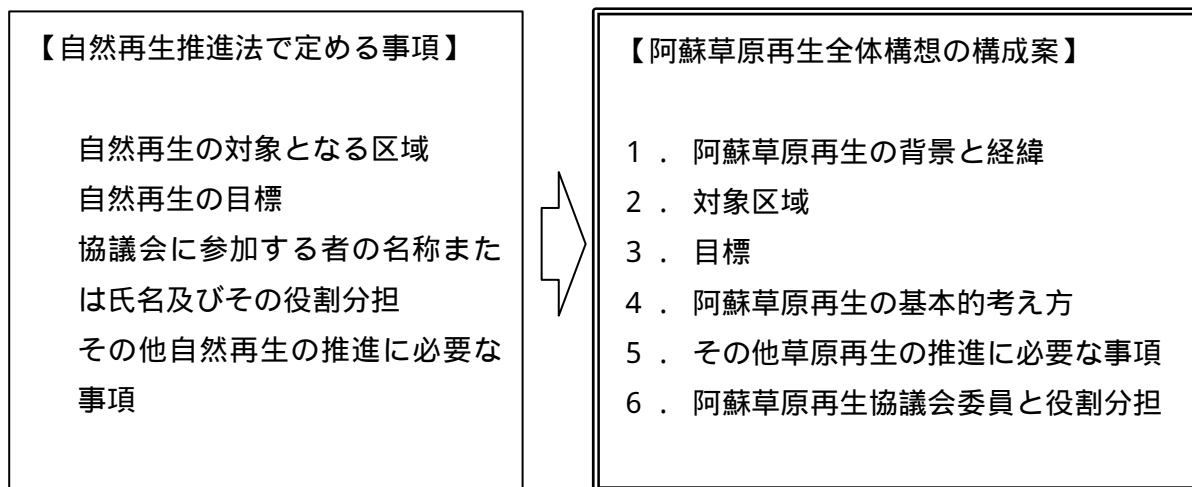 【自然再生推進法で定める事項】
自然再生の対象となる区域
自然再生の目標
協議会に参加する者の名称また
は氏名及びその役割分担
その他自然再生の推進に必要な
事項
【阿蘇草原再生全体構想の構成案】
１． 阿蘇草原再生の背景と経緯
２． 対象区域
３． 目標
４． 阿蘇草原再生の基本的考え方
５． その他草原再生の推進に必要な事項
６． 阿蘇草原再生協議会委員と役割分担